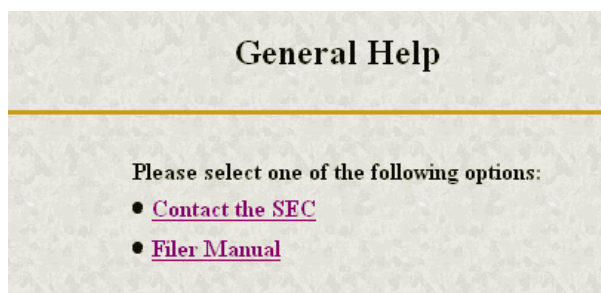 General Help
Please select one of the following options:
Contact the SEC
Filer Manual